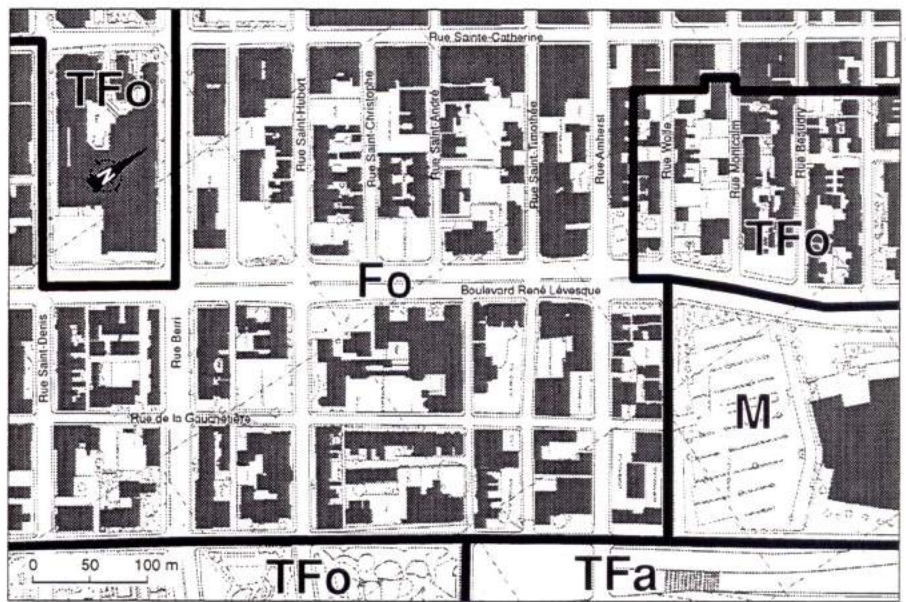 Rue Sainte-Catherine
TFo
N
Rue Saint-Hubort
Rue Saint-Christophe
Rue Saint-André
Rue Saint-Timothée
Rue Amherst
Rue Wolfe
Rue Montcalm
Rue Beaudry
TFo
Fo
Boulevard René Lévesque
Rue Saint-Denis
Rue Berri
M
Rue de la Gauchetière
0 50 100 m
TFo
TFa